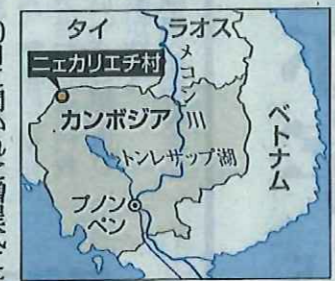 タイ
ラオス
メコン川
ニェカリエチ村
カンボジア
トンレサップ湖
ベトナム
プノン
ペン